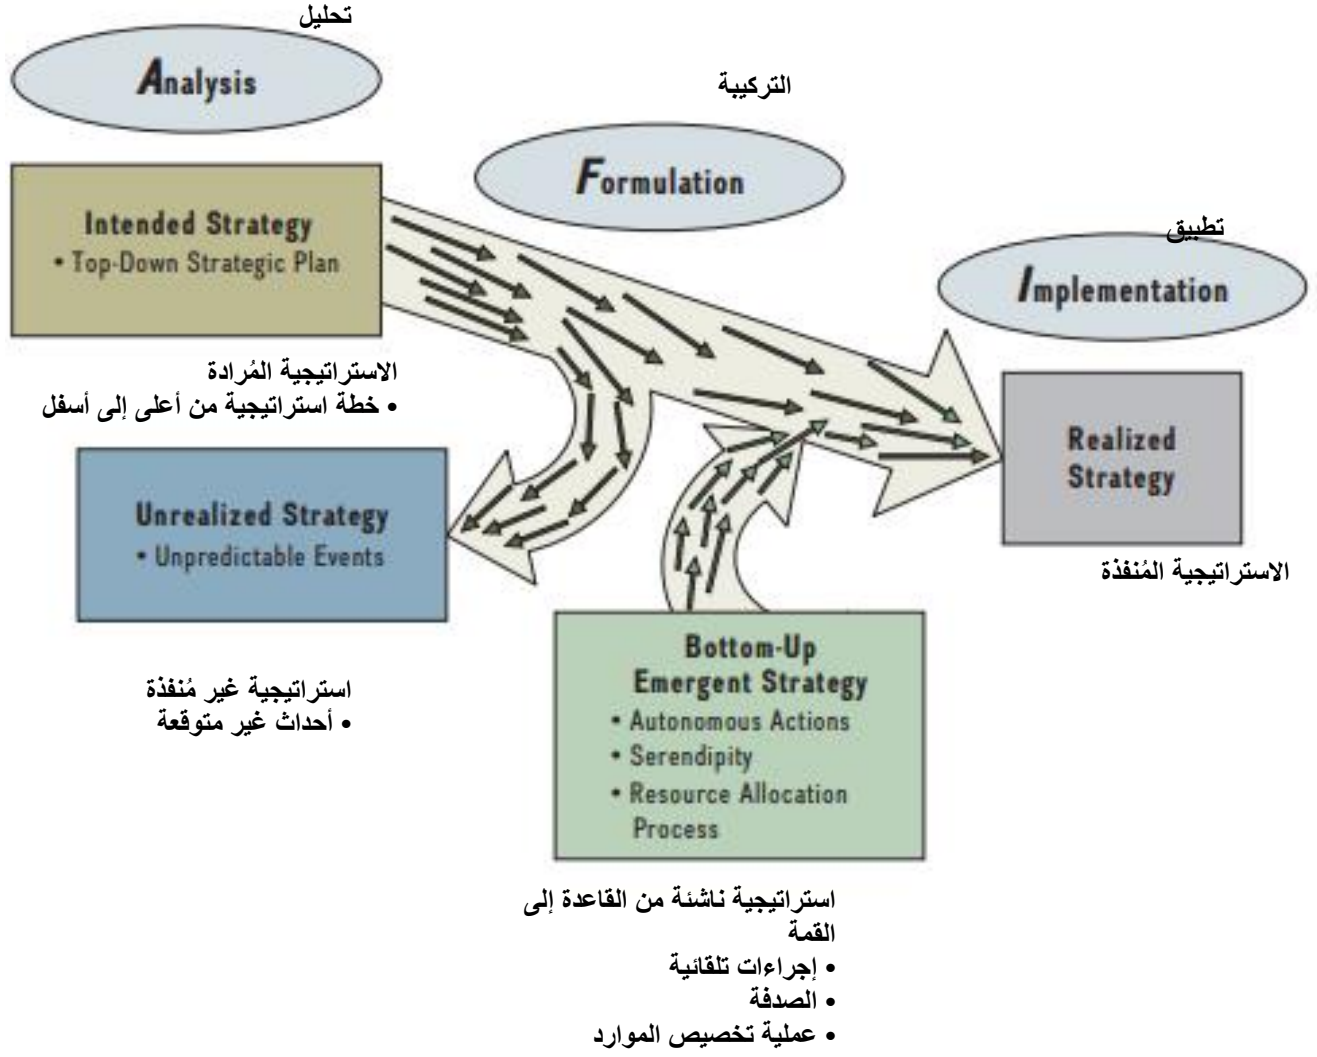 تحليل
Analysis
التركيبة
Formulation
تطبيق
Implementation
Intended Strategy
• Top-Down Strategic Plan
الاستراتيجية المُرادة
• خطة استراتيجية من أعلى إلى أسفل
Realized
Strategy
الاستراتيجية المُنفذة
Unrealized Strategy
• Unpredictable Events
استراتيجية غير مُنفذة
• أحداث غير متوقعة
Bottom-Up
Emergent Strategy
• Autonomous Actions
• Serendipity
• Resource Allocation
Process
استراتيجية ناشئة من القاعدة إلى
القمة
• إجراءات تلقائية
• الصدفة
• عملية تخصيص الموارد